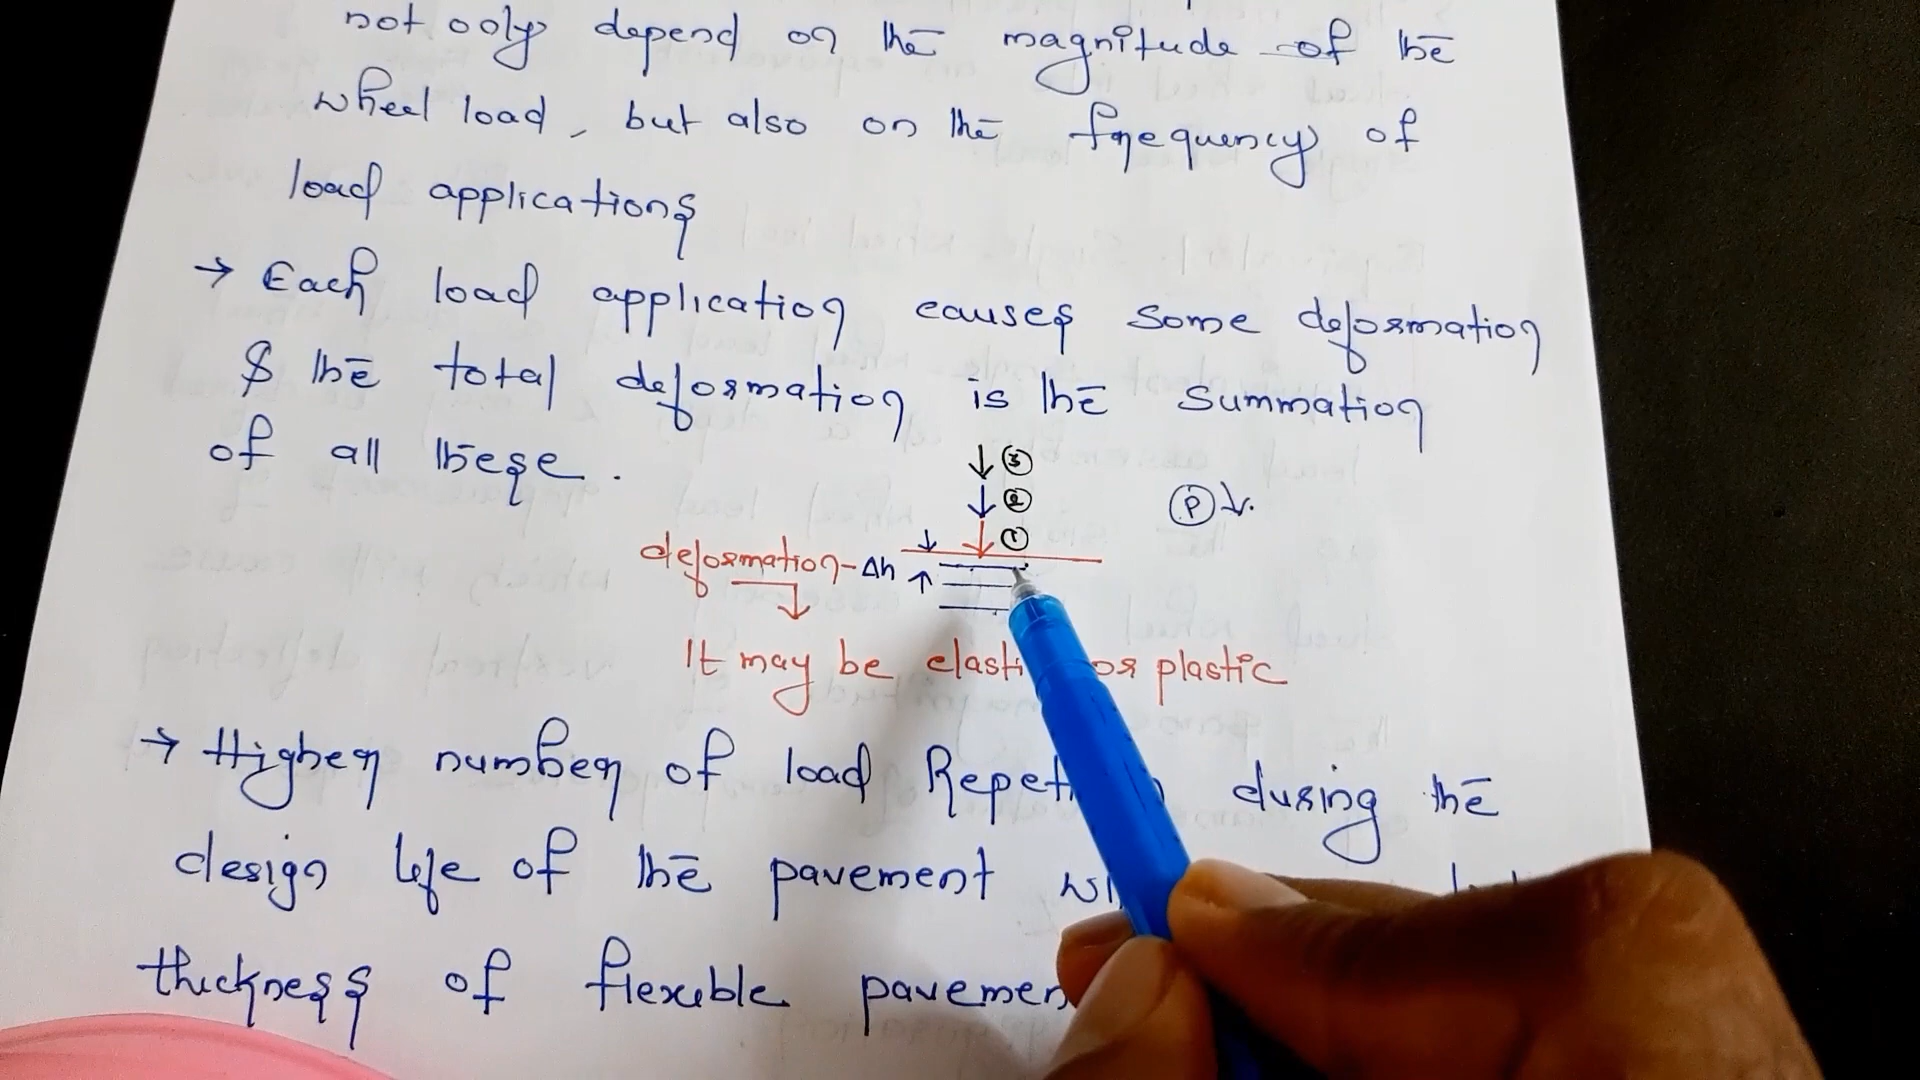 not only depend on the magnitude of the
wheel load, but also on the frequency of
load applications
→ Each load application causes some deformation
& the total deformation is the summation
of all these.
↓ ③
↓ ②
P ↓
↓ ①
deformation - Δh
It may be elasti or plastic
→ Higher number of load Repet during the
design life of the pavement
thickness of flexible pavemen